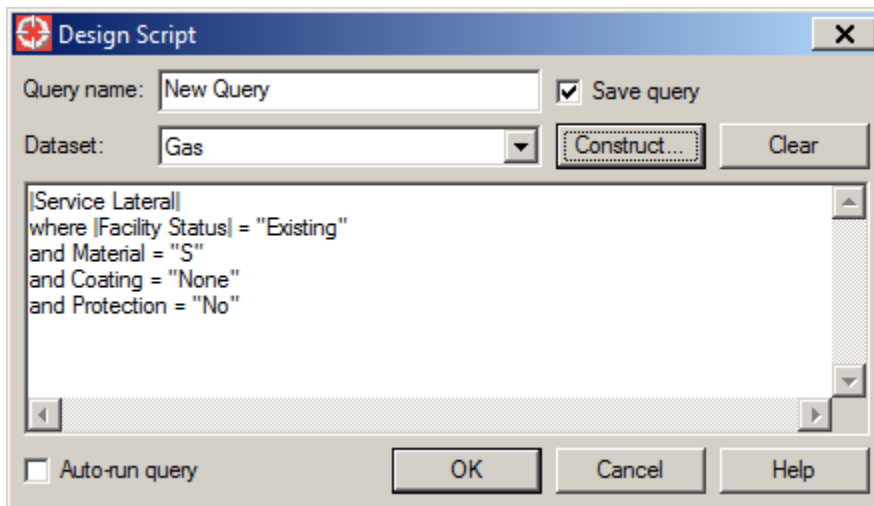 Design Script
Query name: New Query Save query
Dataset: Gas Construct... Clear
|Service Lateral|
where |Facility Status| = "Existing"
and Material = "S"
and Coating = "None"
and Protection = "No"
Auto-run query OK Cancel Help